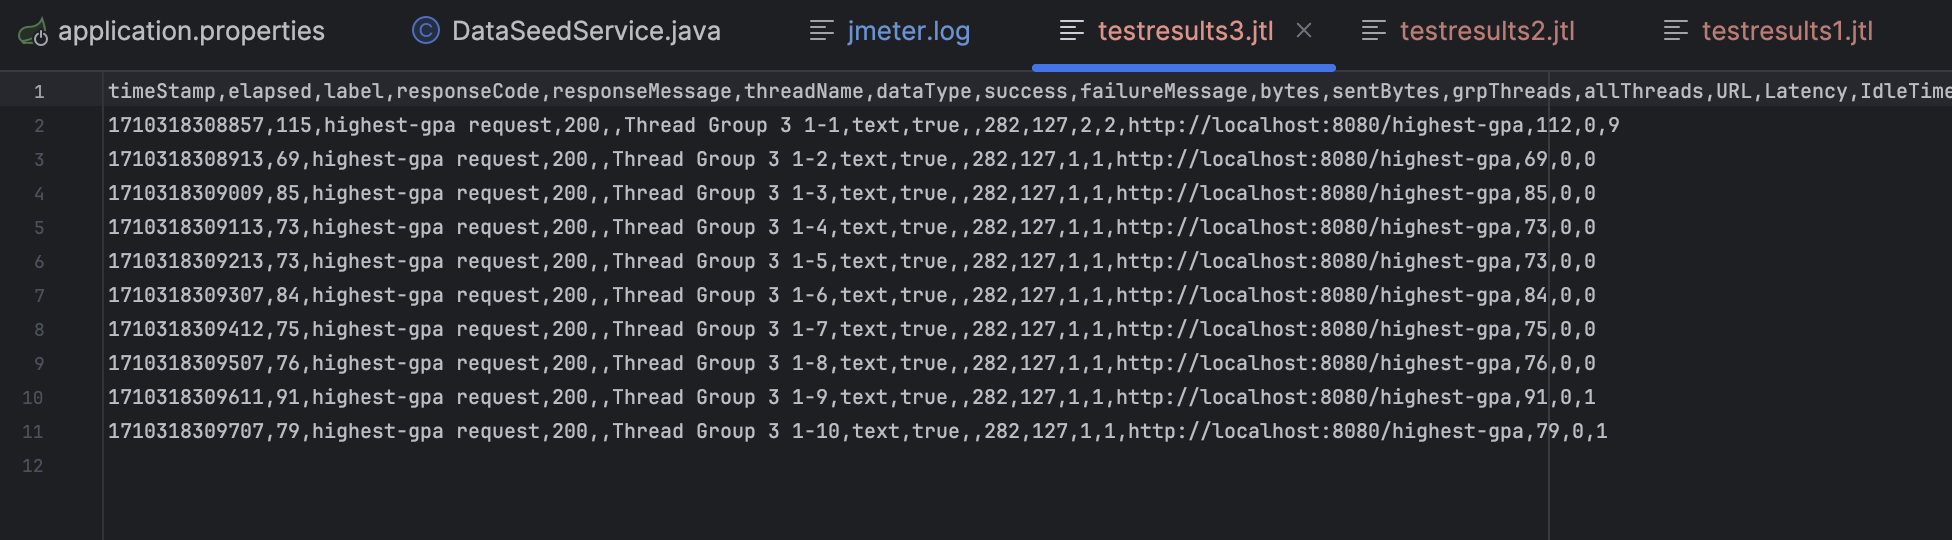 application.properties DataSeedService.java jmeter.log testresults3.jtl testresults2.jtl testresults1.jtl
1 timeStamp,elapsed,label,responseCode,responseMessage,threadName,dataType,success,failureMessage,bytes,sentBytes,grpThreads,allThreads,URL,Latency,IdleTime
2 1710318308857,115,highest-gpa request,200,,Thread Group 3 1-1,text,true,,282,127,2,2,http://localhost:8080/highest-gpa,112,0,9
3 1710318308913,69,highest-gpa request,200,,Thread Group 3 1-2,text,true,,282,127,1,1,http://localhost:8080/highest-gpa,69,0,0
4 1710318309009,85,highest-gpa request,200,,Thread Group 3 1-3,text,true,,282,127,1,1,http://localhost:8080/highest-gpa,85,0,0
5 1710318309113,73,highest-gpa request,200,,Thread Group 3 1-4,text,true,,282,127,1,1,http://localhost:8080/highest-gpa,73,0,0
6 1710318309213,73,highest-gpa request,200,,Thread Group 3 1-5,text,true,,282,127,1,1,http://localhost:8080/highest-gpa,73,0,0
7 1710318309307,84,highest-gpa request,200,,Thread Group 3 1-6,text,true,,282,127,1,1,http://localhost:8080/highest-gpa,84,0,0
8 1710318309412,75,highest-gpa request,200,,Thread Group 3 1-7,text,true,,282,127,1,1,http://localhost:8080/highest-gpa,75,0,0
9 1710318309507,76,highest-gpa request,200,,Thread Group 3 1-8,text,true,,282,127,1,1,http://localhost:8080/highest-gpa,76,0,0
10 1710318309611,91,highest-gpa request,200,,Thread Group 3 1-9,text,true,,282,127,1,1,http://localhost:8080/highest-gpa,91,0,1
11 1710318309707,79,highest-gpa request,200,,Thread Group 3 1-10,text,true,,282,127,1,1,http://localhost:8080/highest-gpa,79,0,1
12